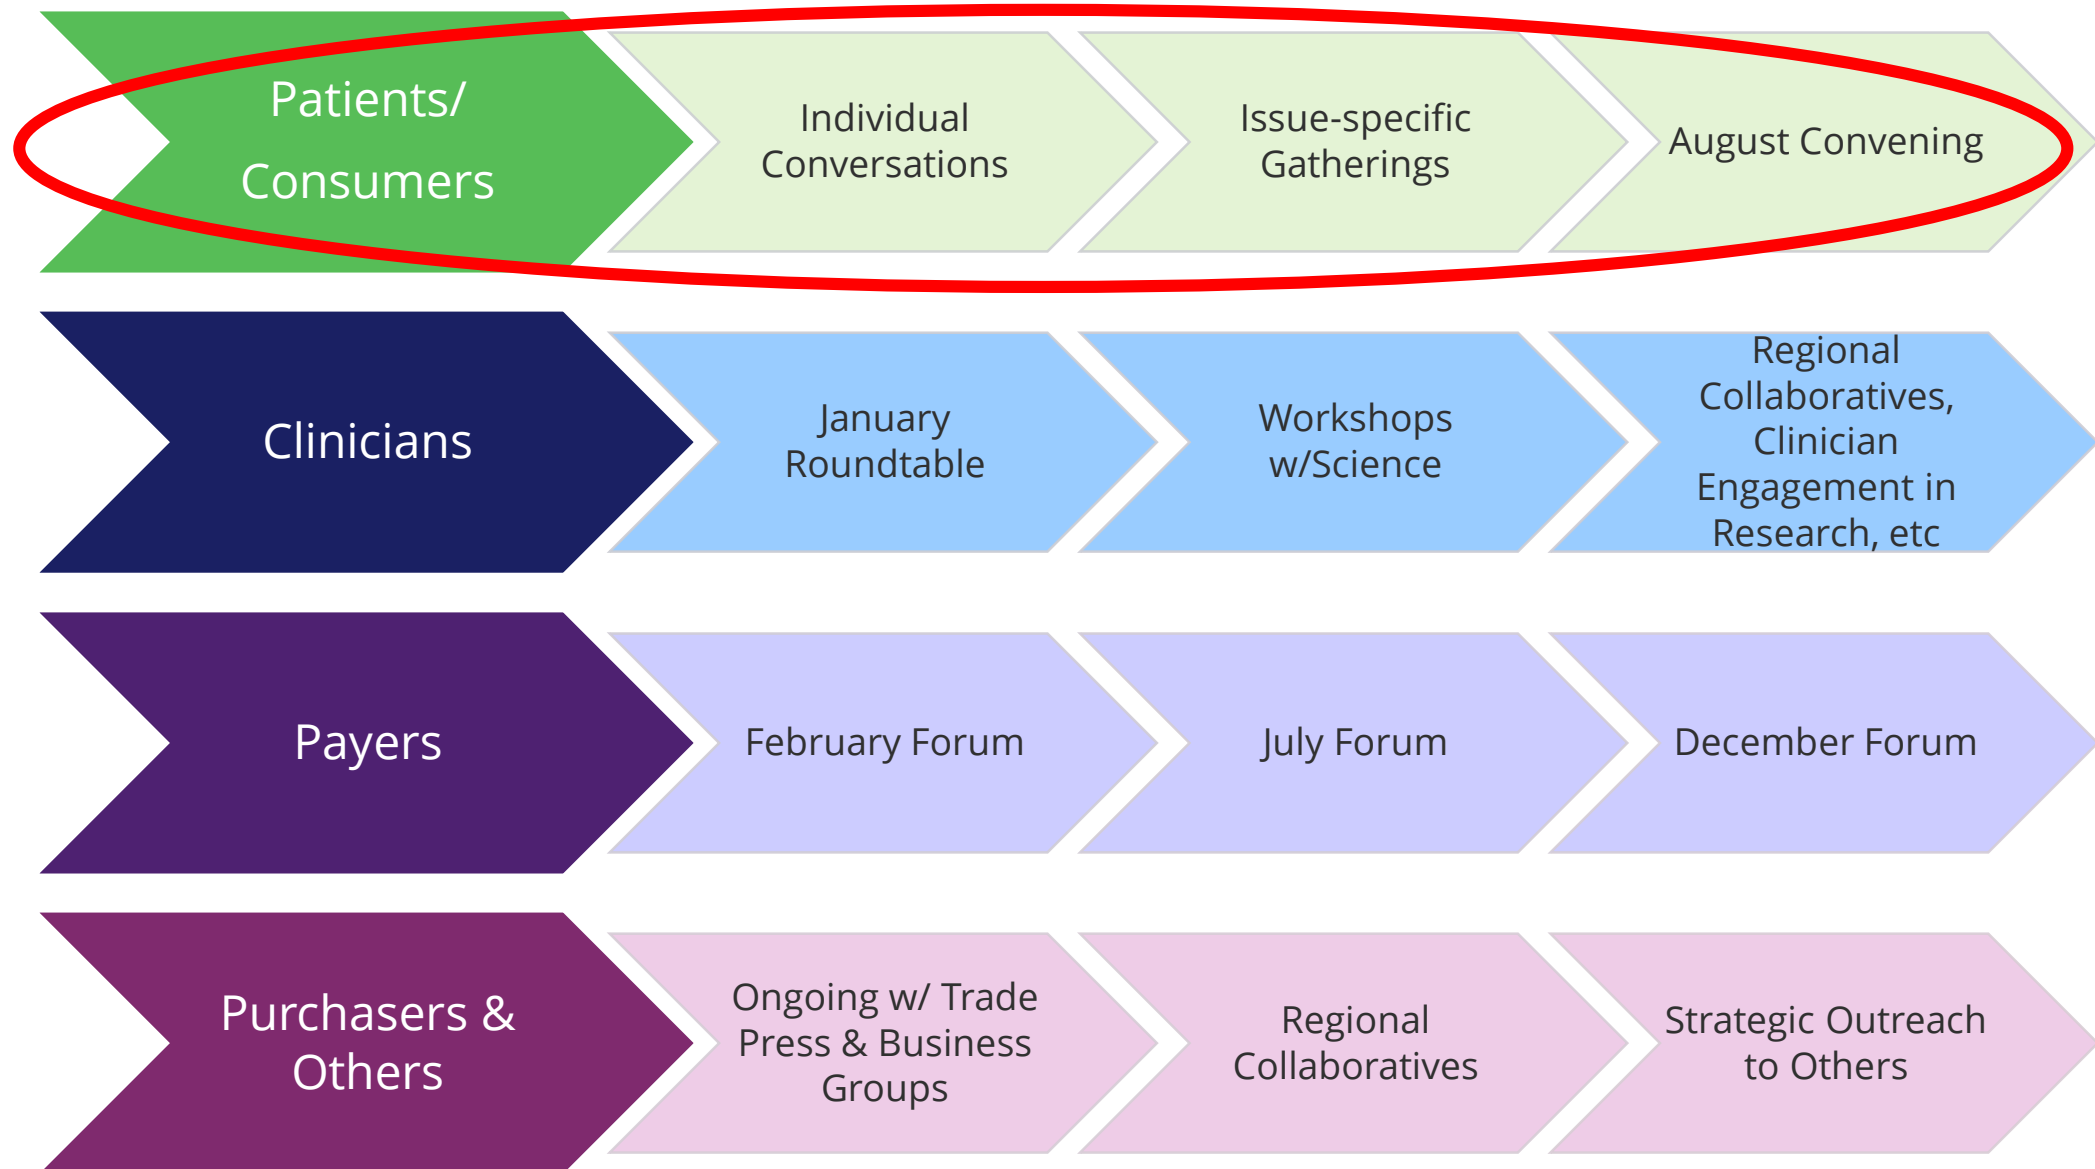 Patients/
Consumers
Individual
Conversations
Issue-specific
Gatherings
August Convening
Clinicians
January
Roundtable
Workshops
w/Science
Regional
Collaboratives,
Clinician
Engagement in
Research, etc
Payers
February Forum
July Forum
December Forum
Purchasers &
Others
Ongoing w/ Trade
Press & Business
Groups
Regional
Collaboratives
Strategic Outreach
to Others